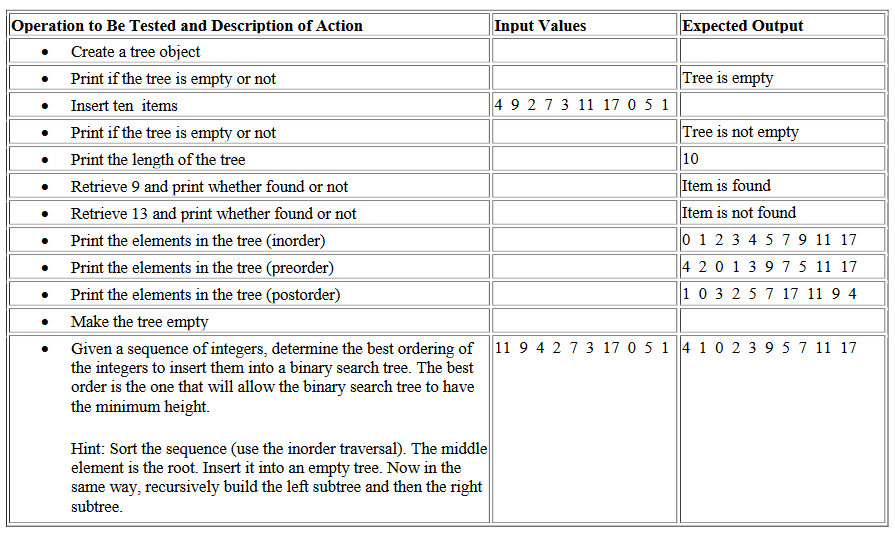 Operation to Be Tested and Description of Action Input Values Expected Output
• Create a tree object
• Print if the tree is empty or not Tree is empty
• Insert ten items 4 9 2 7 3 11 17 0 5 1
• Print if the tree is empty or not Tree is not empty
• Print the length of the tree 10
• Retrieve 9 and print whether found or not Item is found
• Retrieve 13 and print whether found or not Item is not found
• Print the elements in the tree (inorder) 0 1 2 3 4 5 7 9 11 17
• Print the elements in the tree (preorder) 4 2 0 1 3 9 7 5 11 17
• Print the elements in the tree (postorder) 1 0 3 2 5 7 17 11 9 4
• Make the tree empty
• Given a sequence of integers, determine the best ordering of 11 9 4 2 7 3 17 0 5 1 4 1 0 2 3 9 5 7 11 17
the integers to insert them into a binary search tree. The best
order is the one that will allow the binary search tree to have
the minimum height.
Hint: Sort the sequence (use the inorder traversal). The middle
element is the root. Insert it into an empty tree. Now in the
same way, recursively build the left subtree and then the right
subtree.